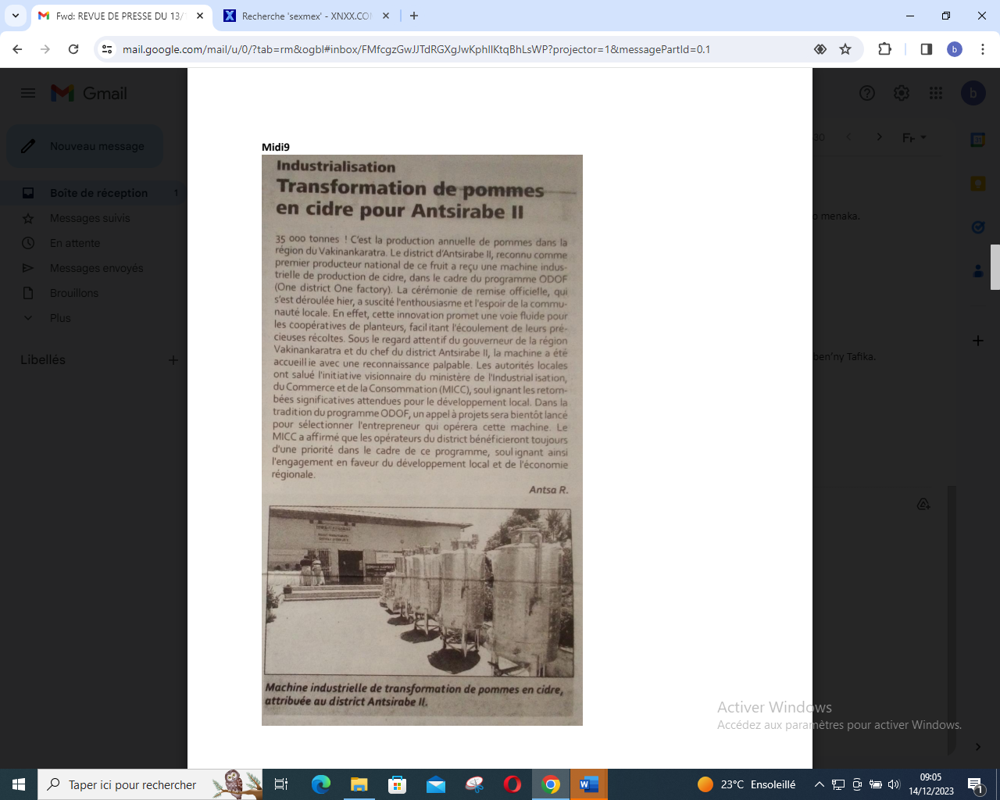 Fwd: REVUE DE PRESSE DU 13/
Recherche 'sexmex' - XNXX.CO
mail.google.com/mail/u/0/?tab=rm&ogbl#inbox/FMfcgzGwJJTdRGXgJwKphllKtqBhLsWP?projector=1&messagePartId=0.1
b
Gmail
b
Nouveau message
30
Fr
Boîte de réception 1
Messages suivis
o menaka.
En attente
Messages envoyés
Brouillons
Plus
Libellés
ben'ny Tafika.
Midi9
Industrialisation
Transformation de pommes
en cidre pour Antsirabe II
35 000 tonnes ! C'est la production annuelle de pommes dans la
région du Vakinankaratra. Le district d'Antsirabe II, reconnu comme
premier producteur national de ce fruit a reçu une machine indus-
trielle de production de cidre, dans le cadre du programme ODOF
(One district One factory). La cérémonie de remise officielle, qui
s'est déroulée hier, a suscité l'enthousiasme et l'espoir de la commu-
nauté locale. En effet, cette innovation promet une voie fluide pour
les coopératives de planteurs, facilitant l'écoulement de leurs pré-
cieuses récoltes. Sous le regard attentif du gouverneur de la région
Vakinankaratra et du chef du district Antsirabe II, la machine a été
accueillie avec une reconnaissance palpable. Les autorités locales
ont salué l'initiative visionnaire du ministère de l'Industrialisation,
du Commerce et de la Consommation (MICC), soulignant les retom-
bées significatives attendues pour le développement local. Dans la
tradition du programme ODOF, un appel à projets sera bientôt lancé
pour sélectionner l'entrepreneur qui opérera cette machine. Le
MICC a affirmé que les opérateurs du district bénéficieront toujours
d'une priorité dans le cadre de ce programme, soulignant ainsi
l'engagement en faveur du développement local et de l'économie
régionale.
Antsa R.
Machine industrielle de transformation de pommes en cidre,
attribuée au district Antsirabe II.
Activer Windows
Accédez aux paramètres pour activer Windows.
Taper ici pour rechercher
23°C Ensoleillé
09:05
14/12/2023
1